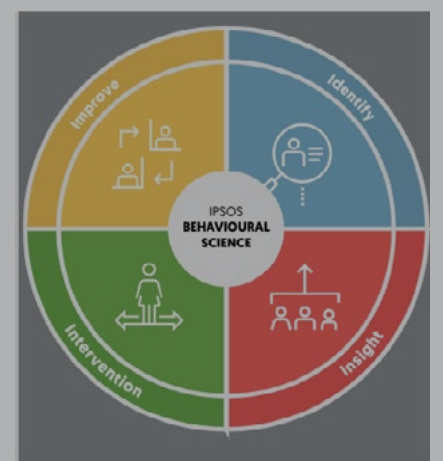 Improve
Identify
IPSOS
BEHAVIOURAL
SCIENCE
Intervention
Insight